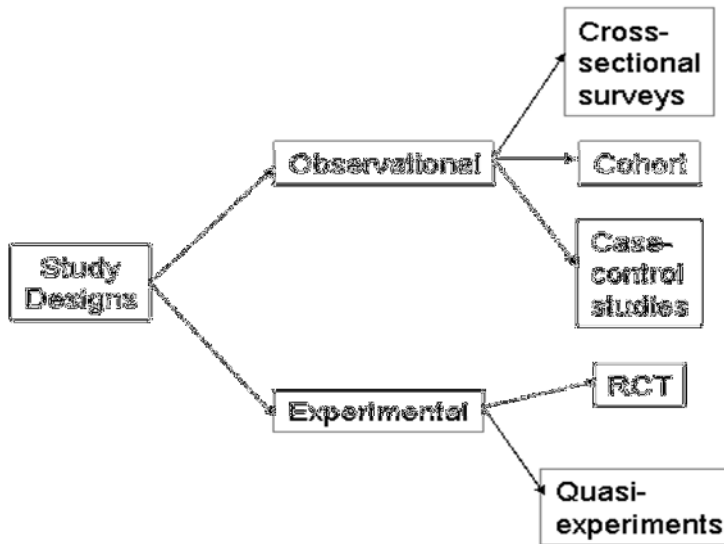 Study
Designs
Observational
Cross-
sectional
surveys
Cohort
Case-
control
studies
Experimental
RCT
Quasi-
experiments